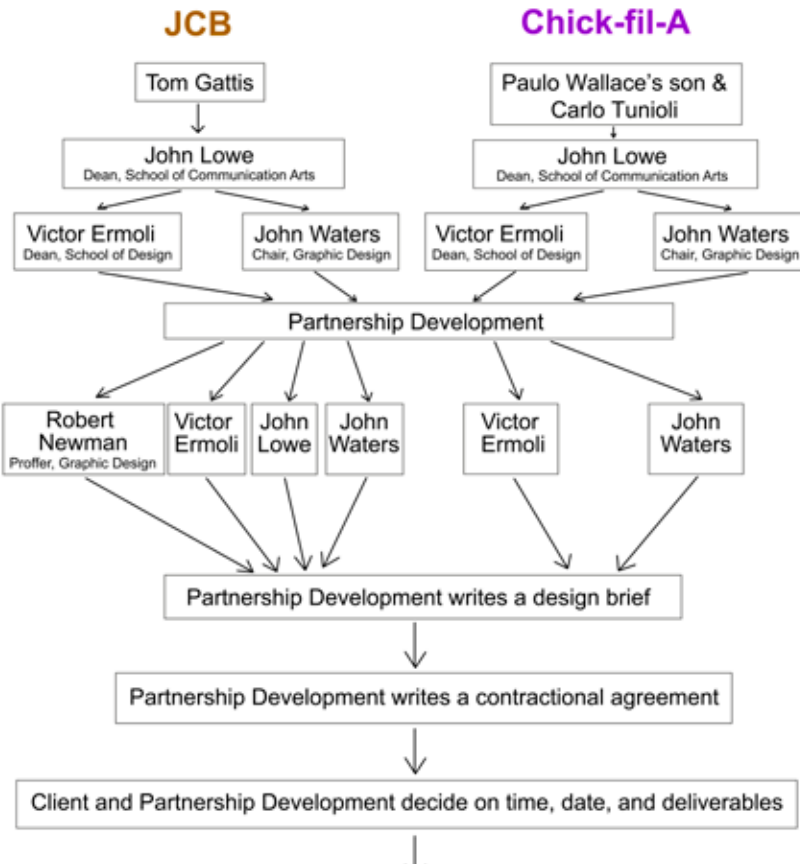 JCB
Chick-fil-A
Tom Gattis
Paulo Wallace's son &
Carlo Tunioli
John Lowe
Dean, School of Communication Arts
John Lowe
Dean, School of Communication Arts
Victor Ermoli
Dean, School of Design
John Waters
Chair, Graphic Design
Victor Ermoli
Dean, School of Design
John Waters
Chair, Graphic Design
Partnership Development
Robert
Newman
Proffer, Graphic Design
Victor
Ermoli
John
Lowe
John
Waters
Victor
Ermoli
John
Waters
Partnership Development writes a design brief
Partnership Development writes a contractional agreement
Client and Partnership Development decide on time, date, and deliverables